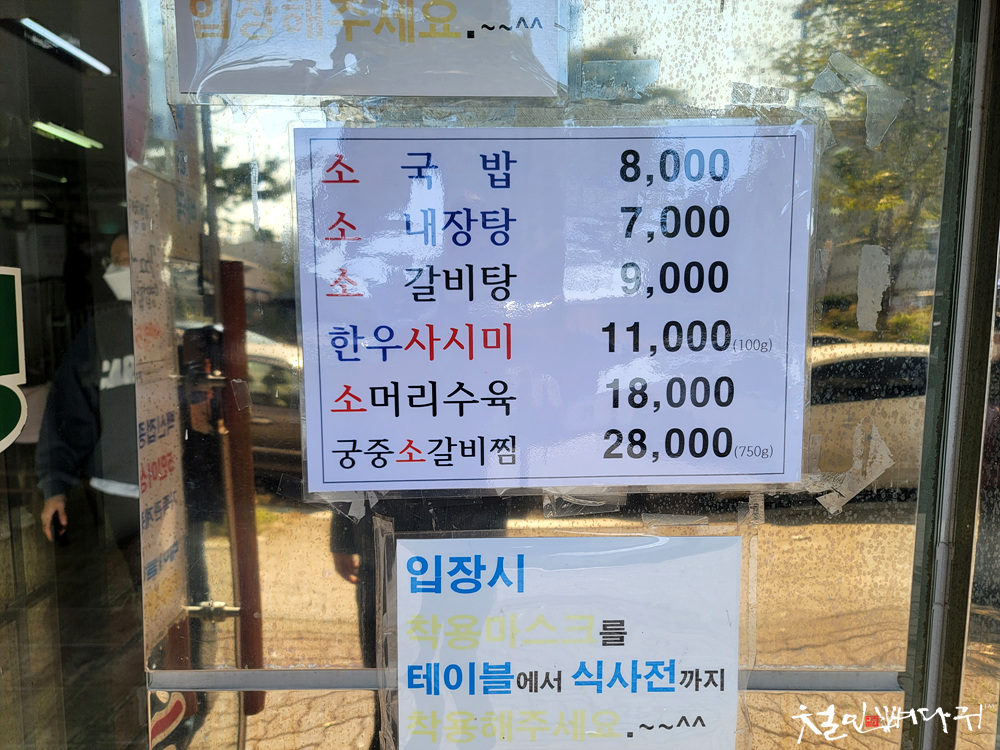 입장해주세요.~~^^
소 국 밥 8,000
소 내장탕 7,000
소 갈비탕 9,000
한우사시미 11,000(100g)
소머리수육 18,000
궁중소갈비찜 28,000(750g)
입장시
착용마스크를
테이블에서 식사전까지
착용해주세요.~~^^